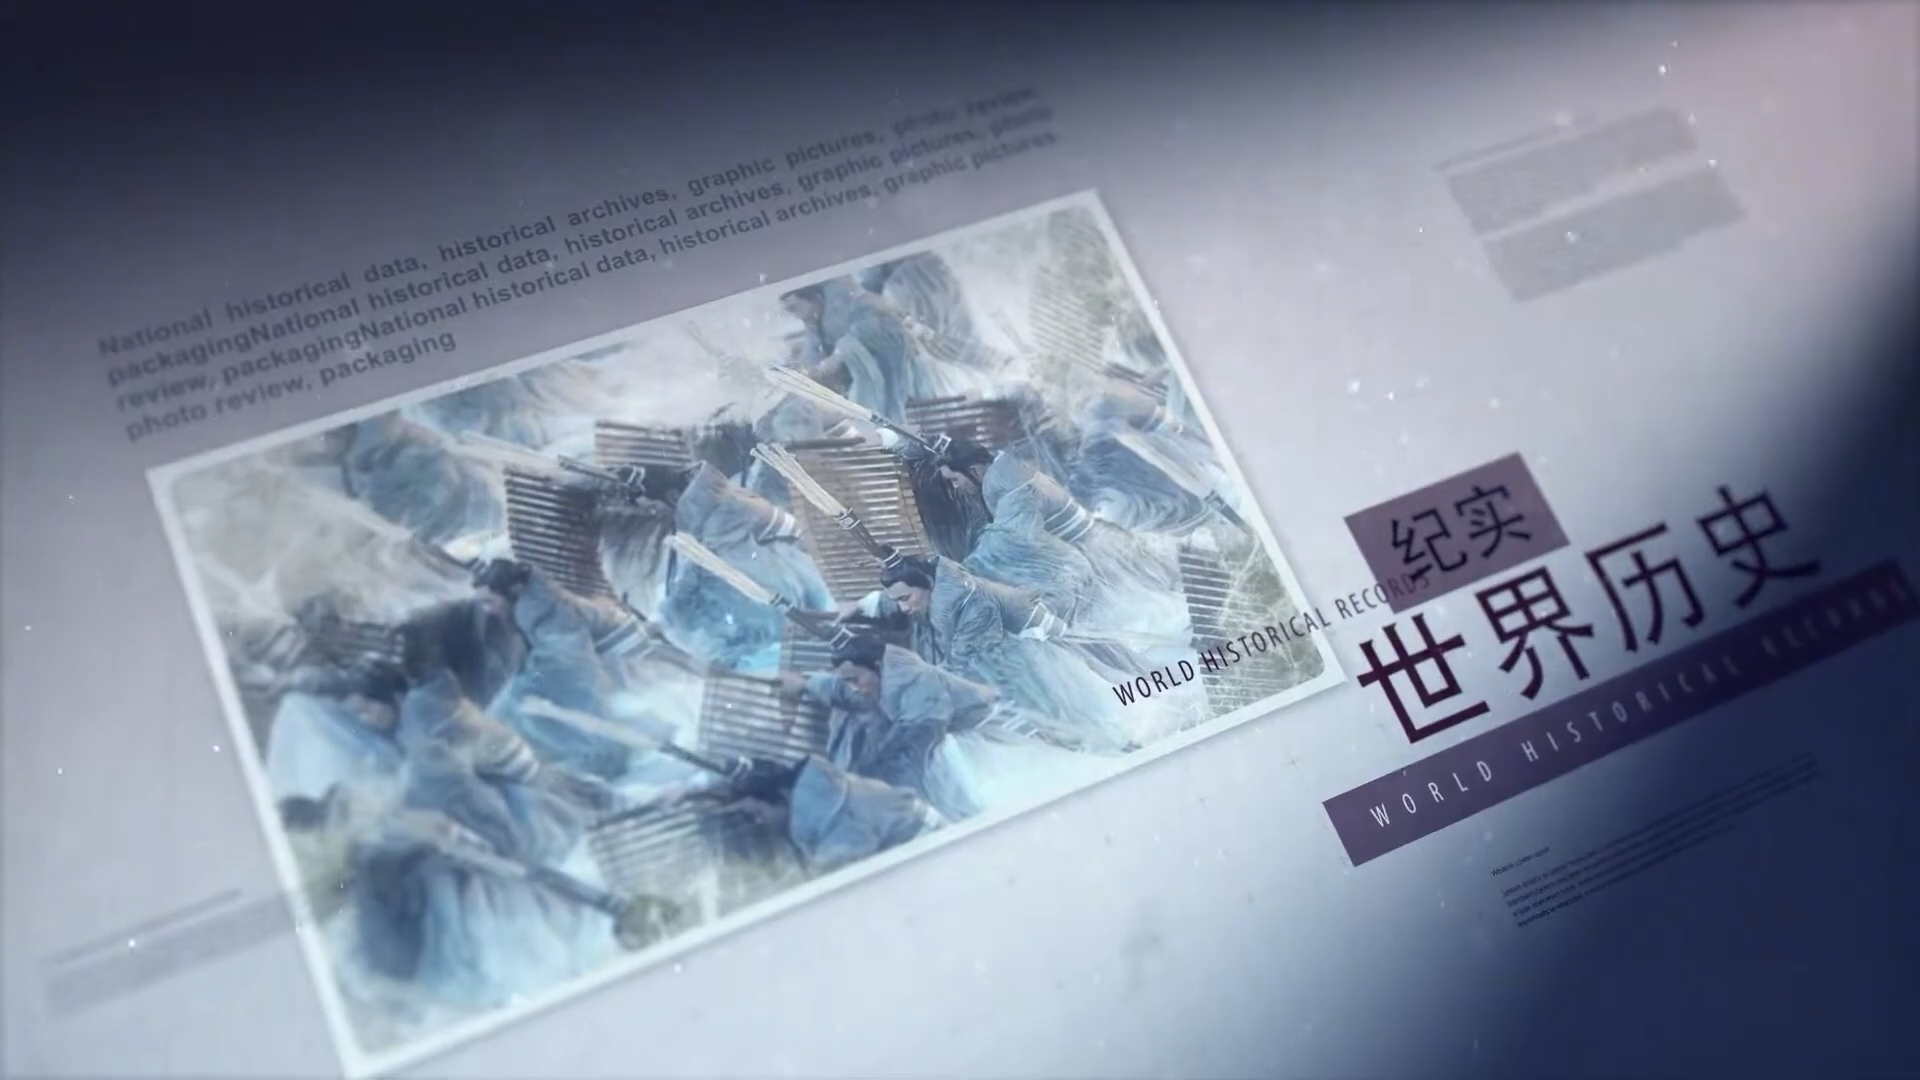 National historical data, historical archives, graphic pictures, photo review,
packagingNational historical data, historical archives, graphic pictures, photo
review, packagingNational historical data, historical archives, graphic pictures
photo review, packaging
纪实
世界历史
WORLD HISTORICAL RECORDS
WORLD HISTORICAL RECORDS